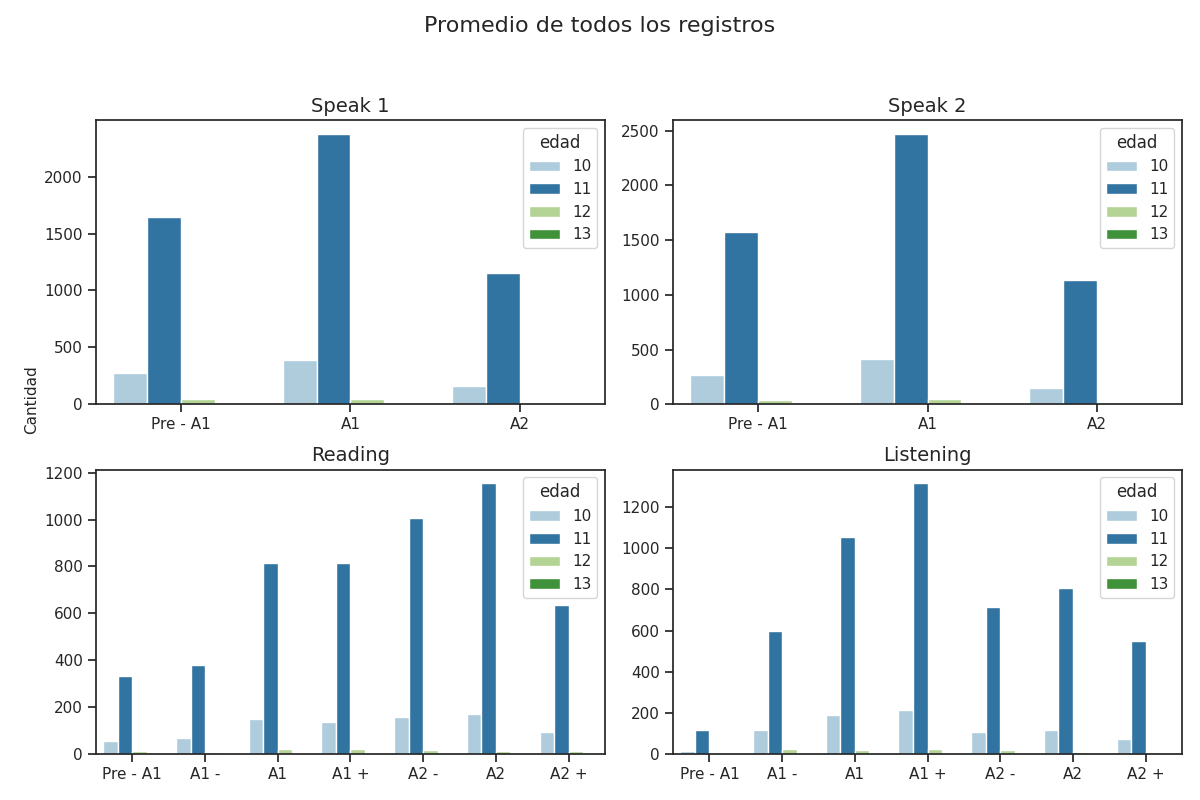 Promedio de todos los registros
Speak 1
edad
10
11
12
13
2000
1500
1000
500
0
Pre - A1
A1
A2
Speak 2
edad
10
11
12
13
2500
2000
1500
1000
500
0
Pre - A1
A1
A2
Cantidad
Reading
edad
10
11
12
13
1200
1000
800
600
400
200
0
Pre - A1
A1 -
A1
A1 +
A2 -
A2
A2 +
Listening
edad
10
11
12
13
1200
1000
800
600
400
200
0
Pre - A1
A1 -
A1
A1 +
A2 -
A2
A2 +